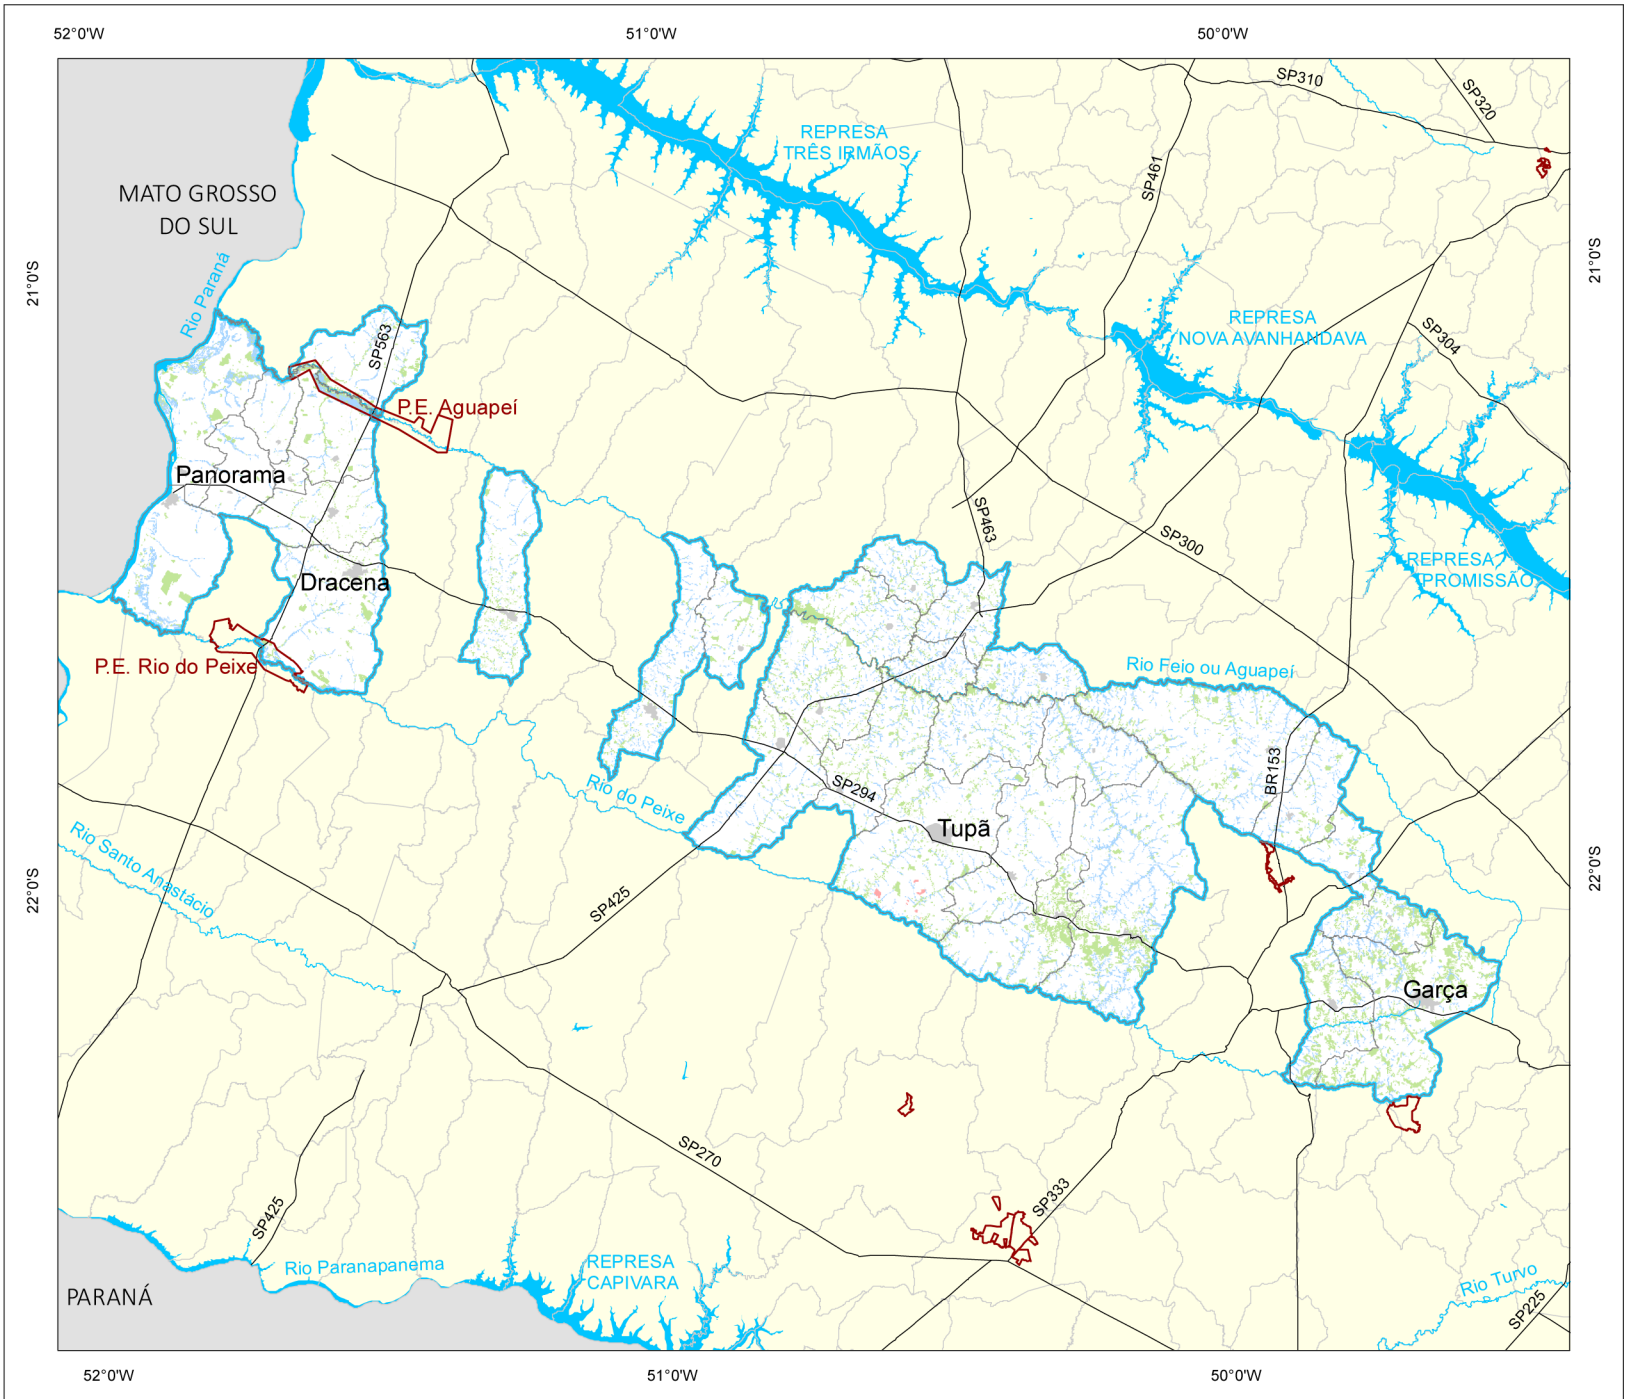 52°0'W
51°0'W
50°0'W
SP310
SP320
REPRESA
TRÊS IRMÃOS
SP461
MATO GROSSO
DO SUL
21°0'S
21°0'S
Rio Paraná
REPRESA
NOVA AVANHANDAVA
SP304
SP563
P.E. Aguapeí
Panorama
SP463
SP300
REPRESA
PROMISSÃO
Dracena
P.E. Rio do Peixe
Rio Feio ou Aguapeí
BR153
Rio do Peixe
SP294
Tupã
Rio Santo Anastácio
22°0'S
22°0'S
SP425
Garça
SP270
SP333
SP425
Rio Paranapanema
REPRESA
CAPIVARA
Rio Turvo
SP225
PARANÁ
52°0'W
51°0'W
50°0'W